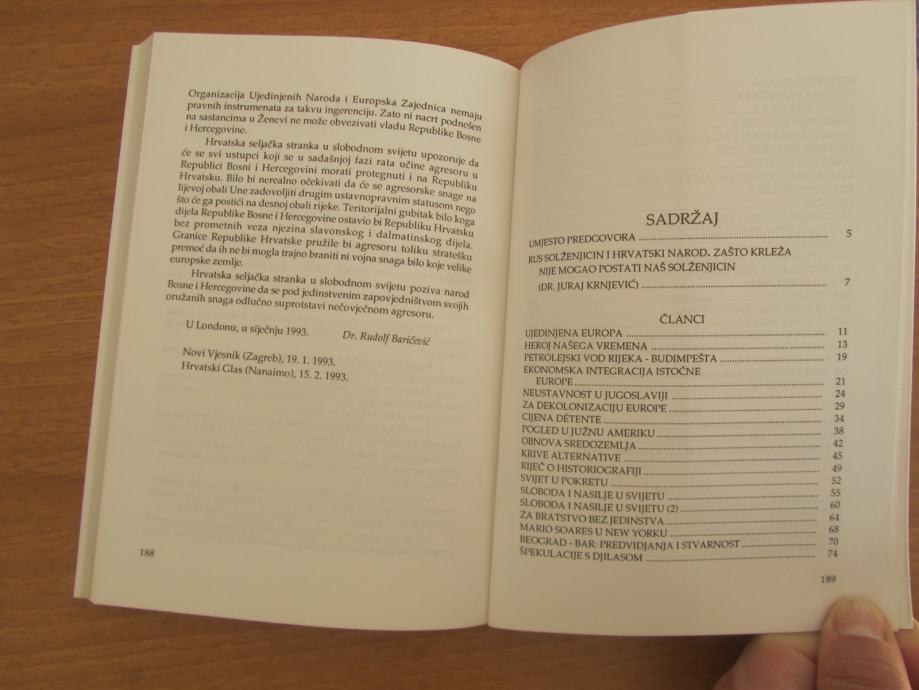 Organizacija Ujedinjenih Naroda i Europska Zajednica nemaju
pravnih instrumenata za takvu ingerenciju. Zato ni nacrt podnešen
na sastancima u Ženevi ne može obvezivati vladu Republike Bosne
i Hercegovine.
Hrvatska seljačka stranka u slobodnom svijetu upozoruje da
će se svi ustupci koji se u sadašnjoj fazi rata učine agresoru u
Republici Bosni i Hercegovini morati protegnuti i na Republiku
Hrvatsku. Bilo bi nerealno očekivati da će se agresorske snage na
lijevoj obali Une zadovoljiti drugim ustavnopravnim statusom nego
što će ga postići na desnoj obali rijeke. Teritorijalni gubitak bilo koga
dijela Republike Bosne i Hercegovine ostavio bi Republiku Hrvatsku
bez prometnih veza njezina slavonskog i dalmatinskog dijela.
Granice Republike Hrvatske pružile bi agresoru toliku stratešku
premoć da ih ne bi mogla trajno braniti ni vojna snaga bilo koje velike
europske zemlje.
Hrvatska seljačka stranka u slobodnom svijetu poziva narod
Bosne i Hercegovine da se pod jedinstvenim zapovjedništvom svojih
oružanih snaga odlučno suprotstavi nečovječnom agresoru.
U Londonu, u siječnju 1993. Dr. Rudolf Baričević
Novi Vjesnik (Zagreb), 19. 1. 1993.
Hrvatski Glas (Nanaimo), 15. 2. 1993.
188
SADRŽAJ
UMJESTO PREDGOVORA 5
RUS SOLŽENJICIN I HRVATSKI NAROD. ZAŠTO KRLEŽA
NIJE MOGAO POSTATI NAŠ SOLŽENJICIN
(DR. JURAJ KRNJEVIĆ) 7
ČLANCI
UJEDINJENA EUROPA 11
HEROJ NAŠEGA VREMENA 13
PETROLEJSKI VOD RIJEKA - BUDIMPEŠTA 19
EKONOMSKA INTEGRACIJA ISTOČNE
EUROPE 21
NEUSTAVNOST U JUGOSLAVIJI 24
ZA DEKOLONIZACIJU EUROPE 29
CIJENA DÉTENTE 34
POGLED U JUŽNU AMERIKU 38
OBNOVA SREDOZEMLJA 42
KRIVE ALTERNATIVE 45
RIJEČ O HISTORIOGRAFIJI 49
SVIJET U POKRETU 52
SLOBODA I NASILJE U SVIJETU 55
SLOBODA I NASILJE U SVIJETU (2) 60
ZA BRATSTVO BEZ JEDINSTVA 64
MARIO SOARES U NEW YORKU 68
BEOGRAD - BAR: PREDVIDJANJA I STVARNOST 70
ŠPEKULACIJE S DJILASOM 74
189